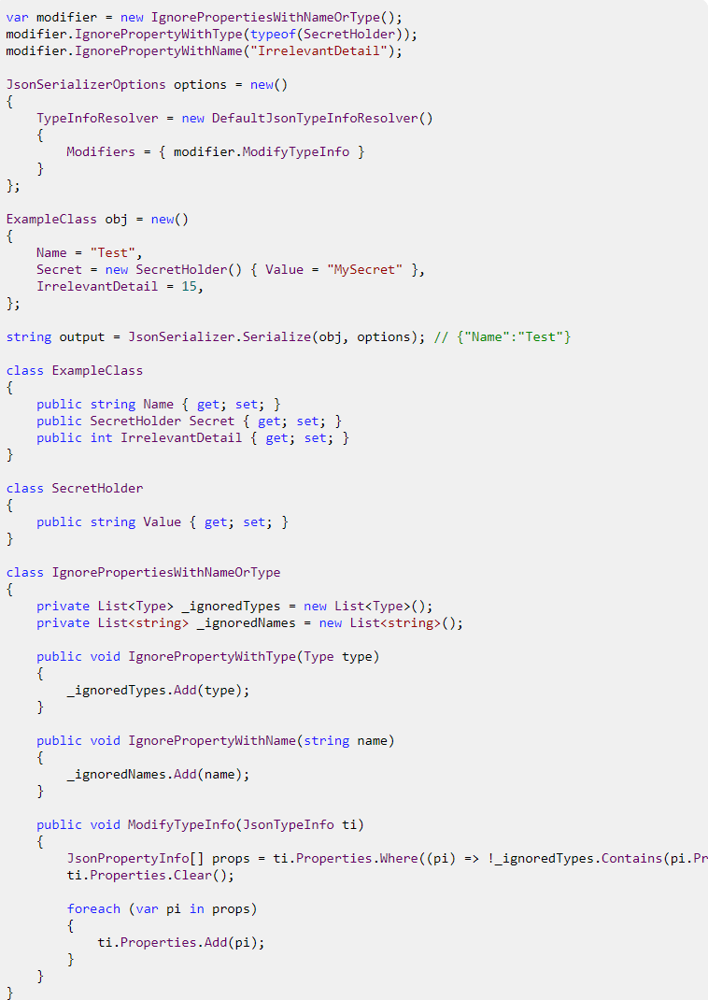 var modifier = new IgnorePropertiesWithNameOrType();
modifier.IgnorePropertyWithType(typeof(SecretHolder));
modifier.IgnorePropertyWithName("IrrelevantDetail");

JsonSerializerOptions options = new()
{
    TypeInfoResolver = new DefaultJsonTypeInfoResolver()
    {
        Modifiers = { modifier.ModifyTypeInfo }
    }
};

ExampleClass obj = new()
{
    Name = "Test",
    Secret = new SecretHolder() { Value = "MySecret" },
    IrrelevantDetail = 15,
};

string output = JsonSerializer.Serialize(obj, options); // {"Name":"Test"}

class ExampleClass
{
    public string Name { get; set; }
    public SecretHolder Secret { get; set; }
    public int IrrelevantDetail { get; set; }
}

class SecretHolder
{
    public string Value { get; set; }
}

class IgnorePropertiesWithNameOrType
{
    private List<Type> _ignoredTypes = new List<Type>();
    private List<string> _ignoredNames = new List<string>();

    public void IgnorePropertyWithType(Type type)
    {
        _ignoredTypes.Add(type);
    }

    public void IgnorePropertyWithName(string name)
    {
        _ignoredNames.Add(name);
    }

    public void ModifyTypeInfo(JsonTypeInfo ti)
    {
        JsonPropertyInfo[] props = ti.Properties.Where((pi) => !_ignoredTypes.Contains(pi.Pr
        ti.Properties.Clear();

        foreach (var pi in props)
        {
            ti.Properties.Add(pi);
        }
    }
}